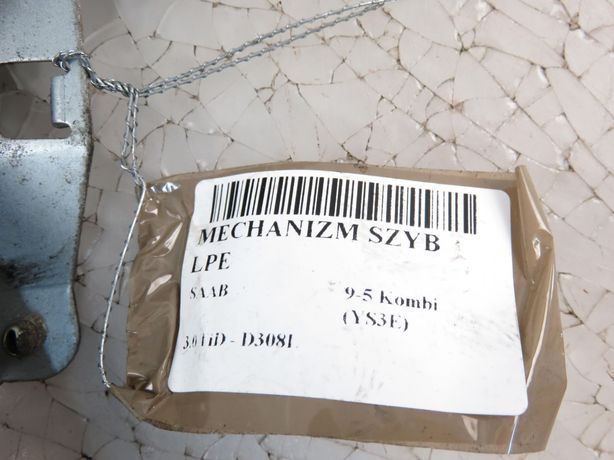 MECHANIZM SZYB
LPE
SAAB 9-5 Kombi
(YS3E)
3.0 TiD - D308L